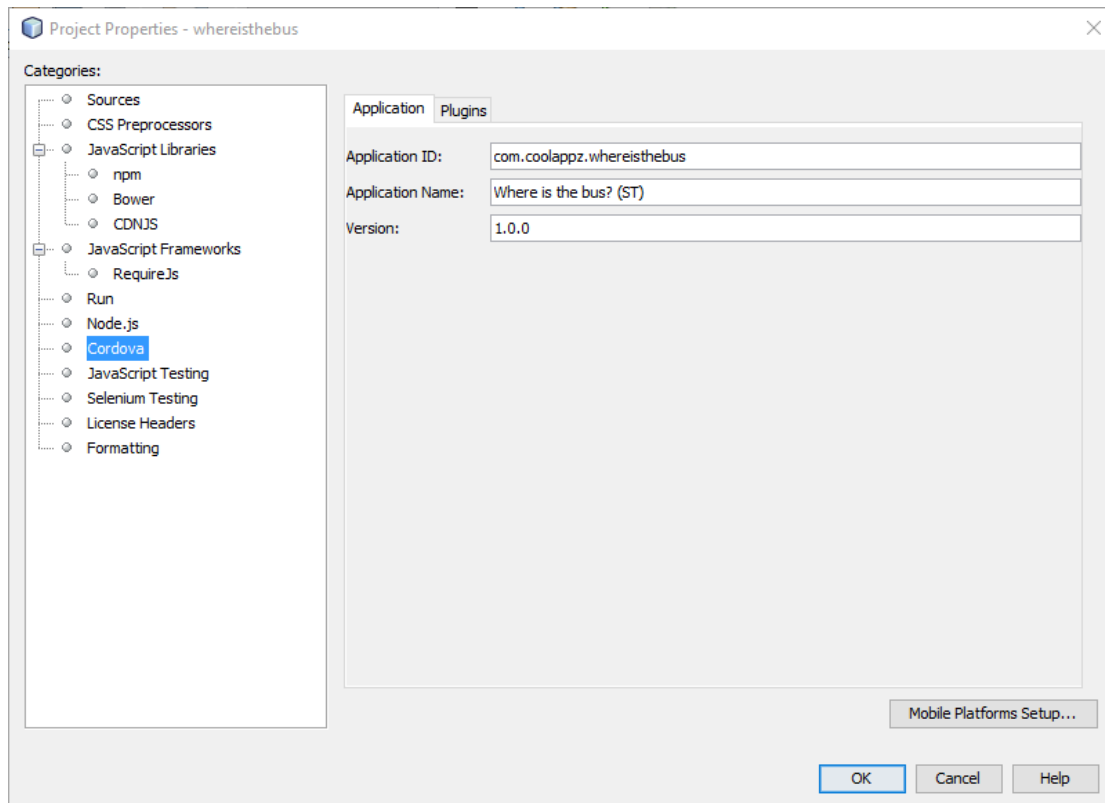 Project Properties - whereisthebus
Categories:
Sources
CSS Preprocessors
JavaScript Libraries
npm
Bower
CDNJS
JavaScript Frameworks
RequireJs
Run
Node.js
Cordova
JavaScript Testing
Selenium Testing
License Headers
Formatting
Application Plugins
Application ID: com.coolappz.whereisthebus
Application Name: Where is the bus? (ST)
Version: 1.0.0
Mobile Platforms Setup...
OK Cancel Help